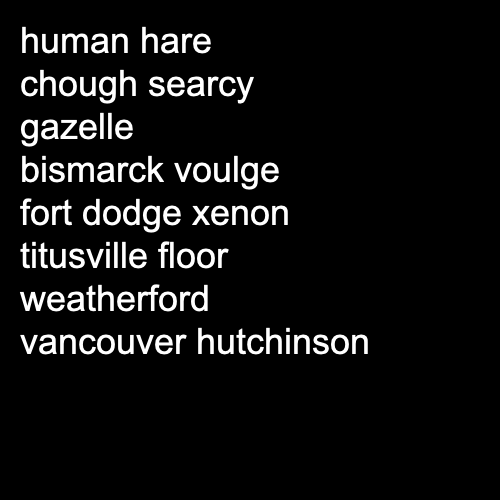 human hare
chough searcy
gazelle
bismarck voulge
fort dodge xenon
titusville floor
weatherford
vancouver hutchinson